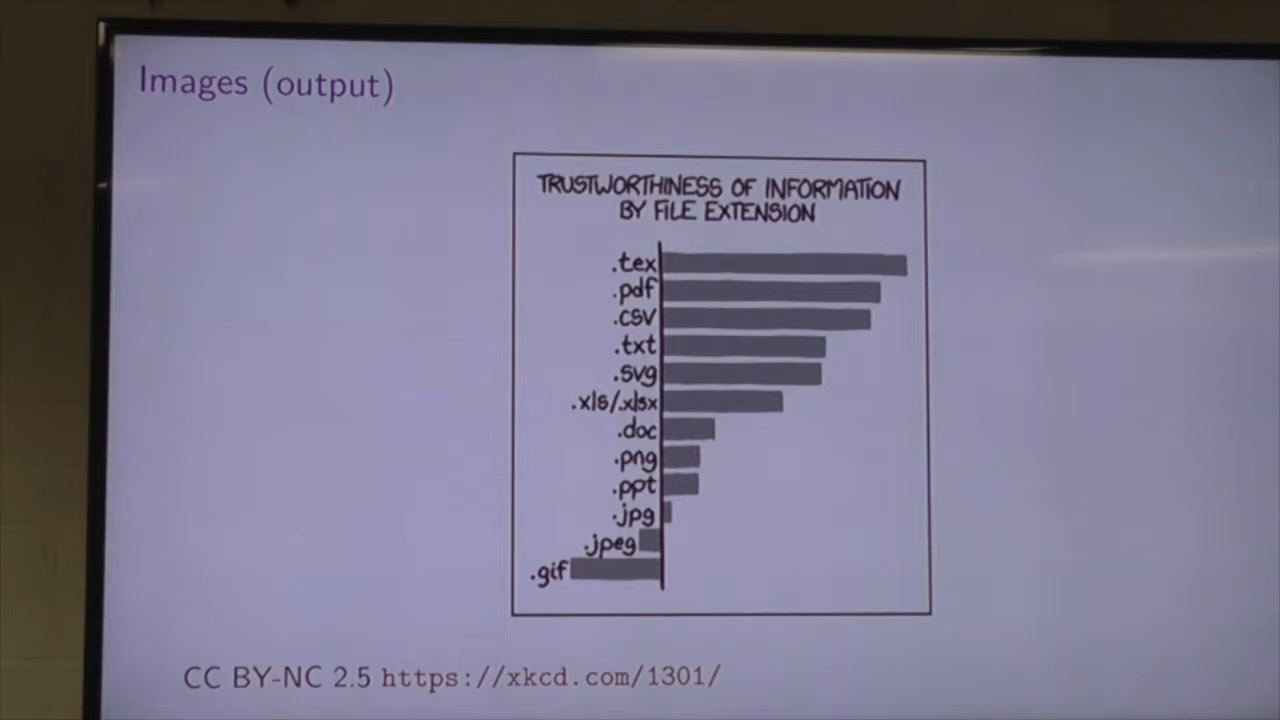 Images (output)
TRUSTWORTHINESS OF INFORMATION
BY FILE EXTENSION
.tex
.pdf
.csv
.txt
.svg
.xls/.xlsx
.doc
.png
.ppt
.jpg
.jpeg
.gif
CC BY-NC 2.5 https://xkcd.com/1301/